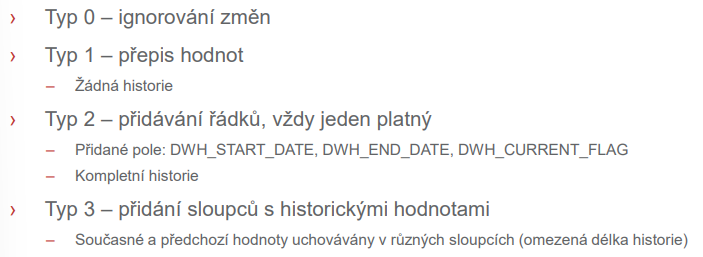 › Typ 0 – ignorování změn
› Typ 1 – přepis hodnot
– Žádná historie
› Typ 2 – přidávání řádků, vždy jeden platný
– Přidané pole: DWH_START_DATE, DWH_END_DATE, DWH_CURRENT_FLAG
– Kompletní historie
› Typ 3 – přidání sloupců s historickými hodnotami
– Současné a předchozí hodnoty uchovávány v různých sloupcích (omezená délka historie)